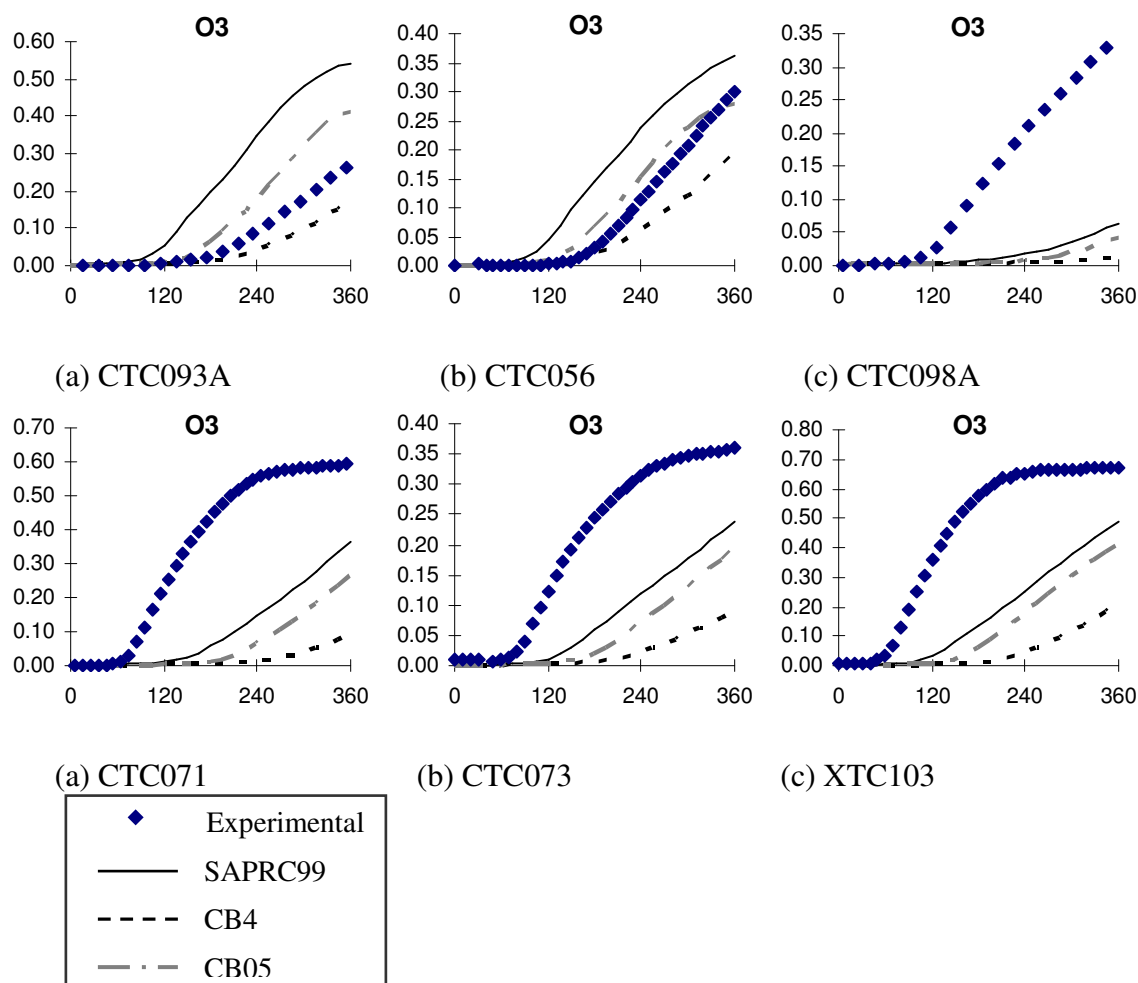 O3
0.60
0.50
0.40
0.30
0.20
0.10
0.00
0 120 240 360
(a) CTC093A
O3
0.40
0.35
0.30
0.25
0.20
0.15
0.10
0.05
0.00
0 120 240 360
(b) CTC056
O3
0.35
0.30
0.25
0.20
0.15
0.10
0.05
0.00
0 120 240 360
(c) CTC098A
O3
0.70
0.60
0.50
0.40
0.30
0.20
0.10
0.00
0 120 240 360
(a) CTC071
O3
0.40
0.35
0.30
0.25
0.20
0.15
0.10
0.05
0.00
0 120 240 360
(b) CTC073
O3
0.80
0.70
0.60
0.50
0.40
0.30
0.20
0.10
0.00
0 120 240 360
(c) XTC103
Experimental
SAPRC99
CB4
CB05